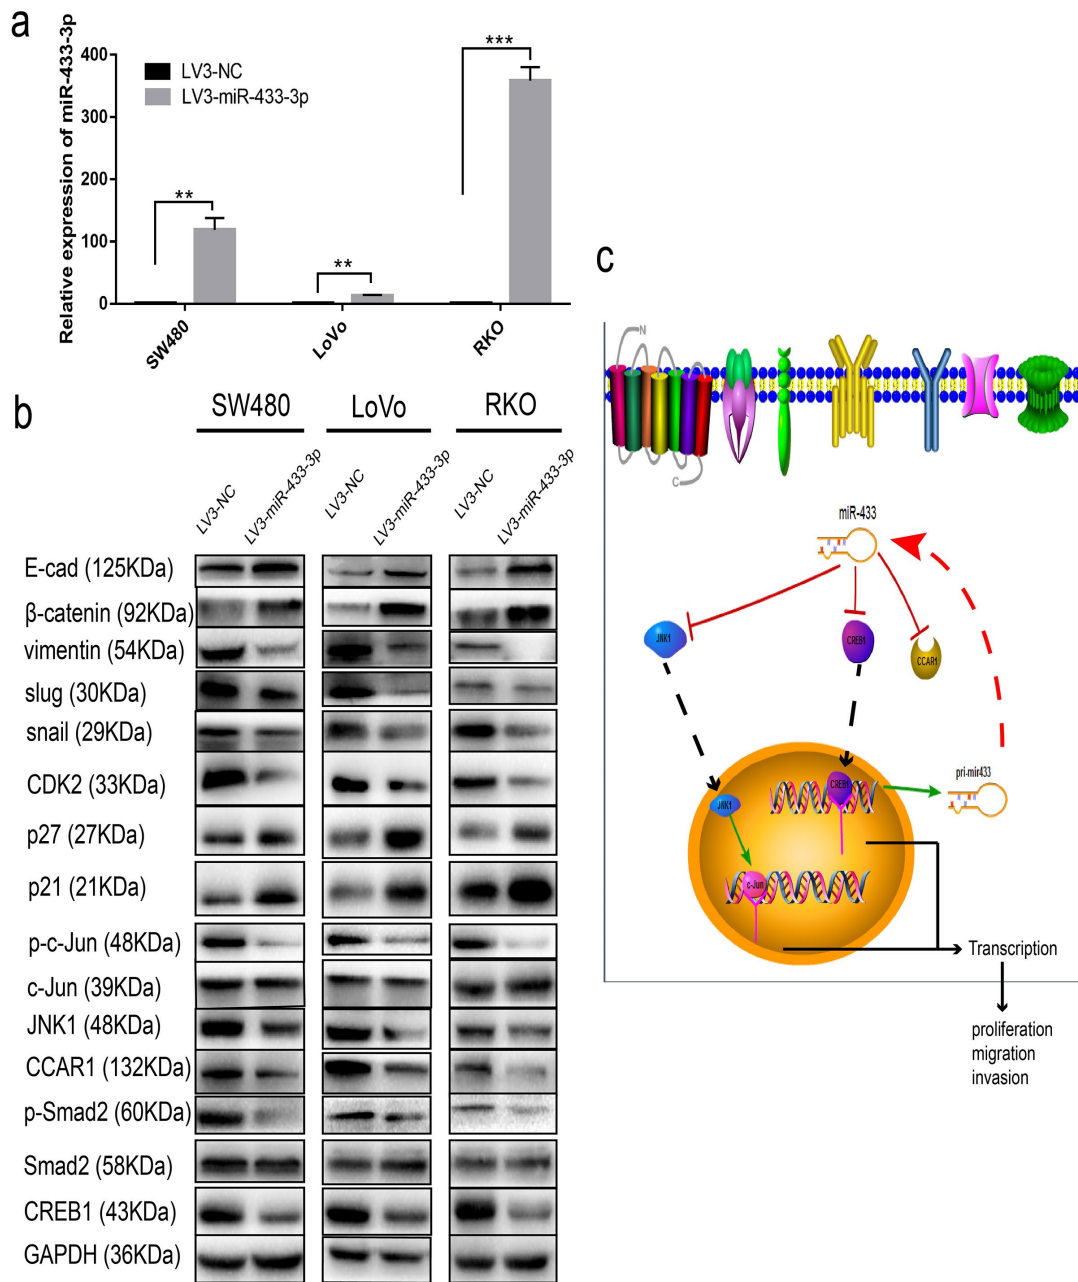 a
Relative expression of miR-433-3p
400
300
200
100
0
LV3-NC
LV3-miR-433-3p
**
**
***
SW480
LoVo
RKO
b
SW480
LoVo
RKO
LV3-NC
LV3-miR-433-3p
LV3-NC
LV3-miR-433-3p
LV3-NC
LV3-miR-433-3p
E-cad (125KDa)
β-catenin (92KDa)
vimentin (54KDa)
slug (30KDa)
snail (29KDa)
CDK2 (33KDa)
p27 (27KDa)
p21 (21KDa)
p-c-Jun (48KDa)
c-Jun (39KDa)
JNK1 (48KDa)
CCAR1 (132KDa)
p-Smad2 (60KDa)
Smad2 (58KDa)
CREB1 (43KDa)
GAPDH (36KDa)
c
N
C
miR-433
JNK1
CREB1
CCAR1
JNK1
CREB1
pri-mir433
c-Jun
Transcription
proliferation
migration
invasion